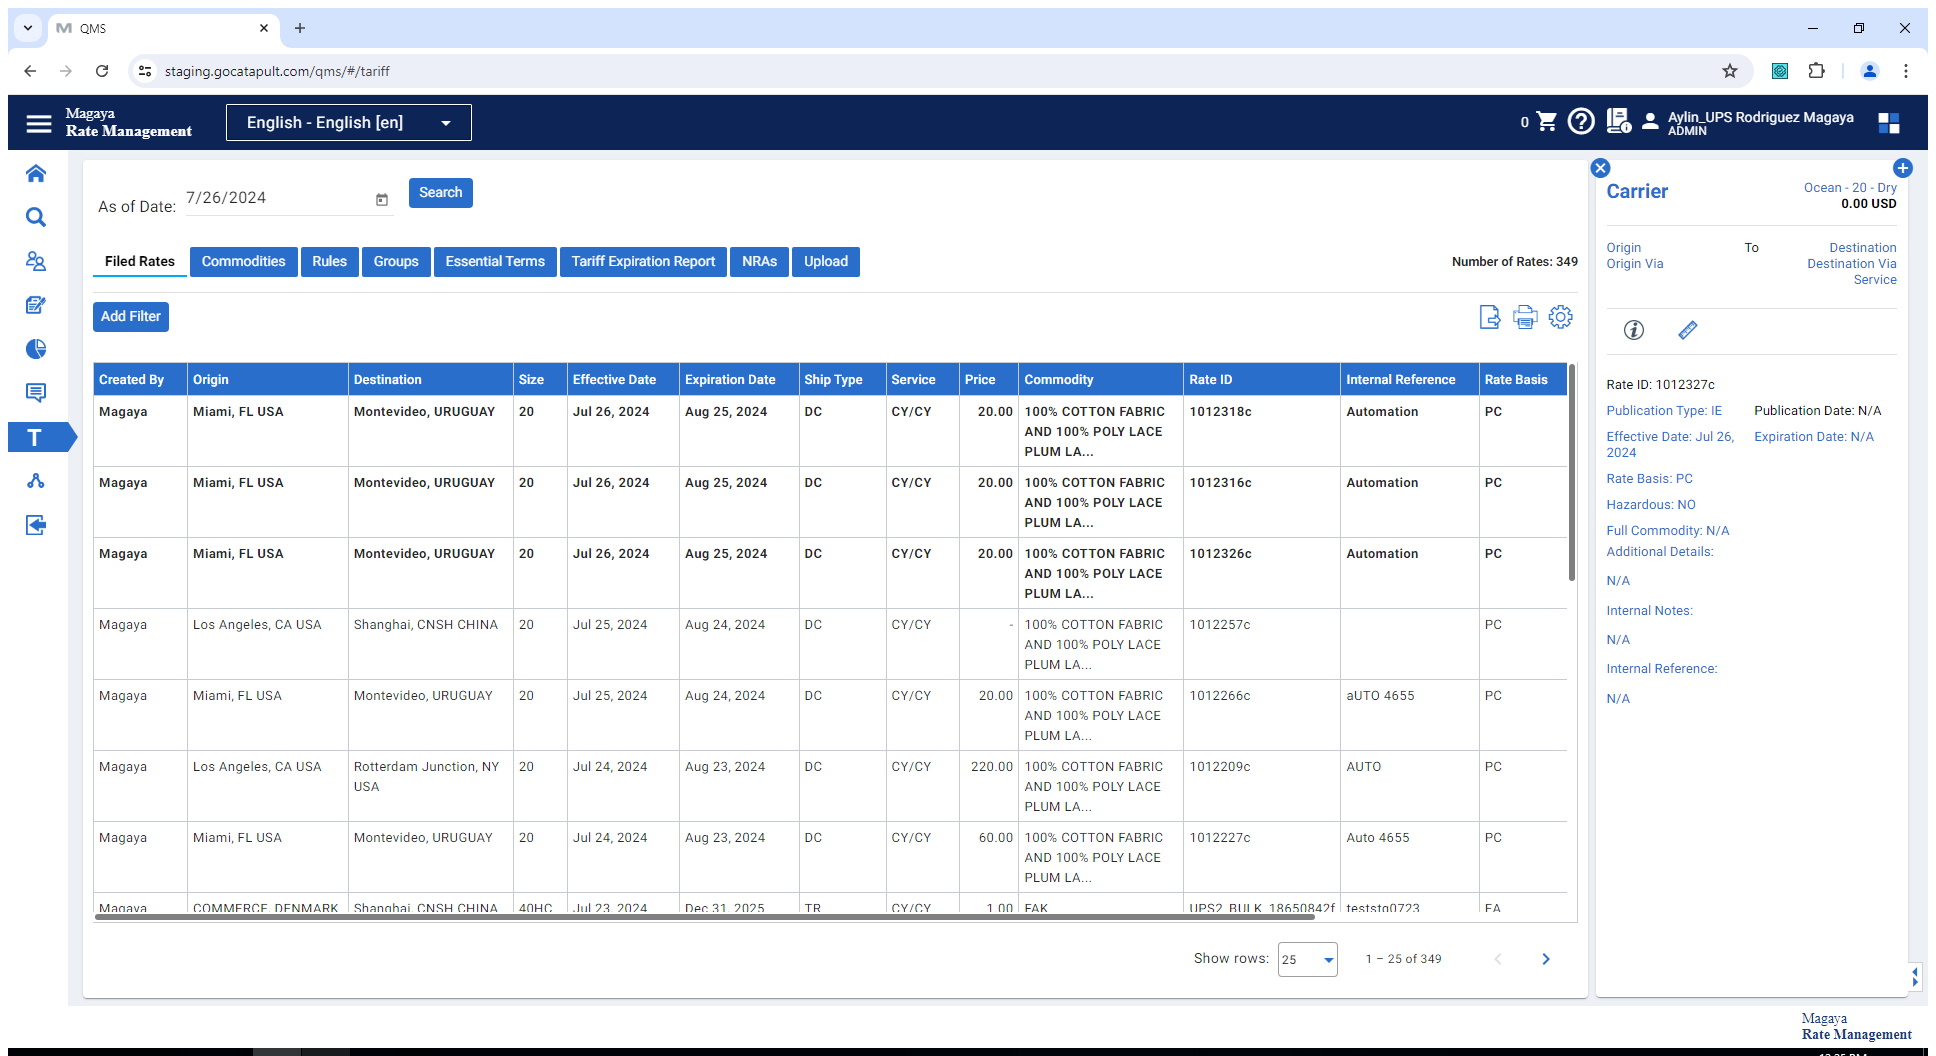 QMS
staging.gocatapult.com/qms/#/tariff
Magaya
Rate Management
English - English [en]
0
Aylin_UPS Rodriguez Magaya
ADMIN
As of Date: 7/26/2024
Search
Filed Rates Commodities Rules Groups Essential Terms Tariff Expiration Report NRAs Upload
Number of Rates: 349
Add Filter
Created By Origin Destination Size Effective Date Expiration Date Ship Type Service Price Commodity Rate ID Internal Reference Rate Basis
Magaya Miami, FL USA Montevideo, URUGUAY 20 Jul 26, 2024 Aug 25, 2024 DC CY/CY 20.00 100% COTTON FABRIC 1012318c Automation PC
AND 100% POLY LACE
PLUM LA...
Magaya Miami, FL USA Montevideo, URUGUAY 20 Jul 26, 2024 Aug 25, 2024 DC CY/CY 20.00 100% COTTON FABRIC 1012316c Automation PC
AND 100% POLY LACE
PLUM LA...
Magaya Miami, FL USA Montevideo, URUGUAY 20 Jul 26, 2024 Aug 25, 2024 DC CY/CY 20.00 100% COTTON FABRIC 1012326c Automation PC
AND 100% POLY LACE
PLUM LA...
Magaya Los Angeles, CA USA Shanghai, CNSH CHINA 20 Jul 25, 2024 Aug 24, 2024 DC CY/CY - 100% COTTON FABRIC 1012257c PC
AND 100% POLY LACE
PLUM LA...
Magaya Miami, FL USA Montevideo, URUGUAY 20 Jul 25, 2024 Aug 24, 2024 DC CY/CY 20.00 100% COTTON FABRIC 1012266c aUTO 4655 PC
AND 100% POLY LACE
PLUM LA...
Magaya Los Angeles, CA USA Rotterdam Junction, NY 20 Jul 24, 2024 Aug 23, 2024 DC CY/CY 220.00 100% COTTON FABRIC 1012209c AUTO PC
USA AND 100% POLY LACE
PLUM LA...
Magaya Miami, FL USA Montevideo, URUGUAY 20 Jul 24, 2024 Aug 23, 2024 DC CY/CY 60.00 100% COTTON FABRIC 1012227c Auto 4655 PC
AND 100% POLY LACE
PLUM LA...
Magaya COMMERCE, DENMARK Shanghai, CNSH CHINA 40HC Jul 23, 2024 Dec 31, 2025 TR CY/CY 1.00 FAK UPS2_BULK_18650842f teststg0723 EA
Show rows: 25 1 – 25 of 349
Carrier
Ocean - 20 - Dry
0.00 USD
Origin To Destination
Origin Via Destination Via
Service
Rate ID: 1012327c
Publication Type: IE Publication Date: N/A
Effective Date: Jul 26, Expiration Date: N/A
2024
Rate Basis: PC
Hazardous: NO
Full Commodity: N/A
Additional Details:
N/A
Internal Notes:
N/A
Internal Reference:
N/A
T
Magaya
Rate Management